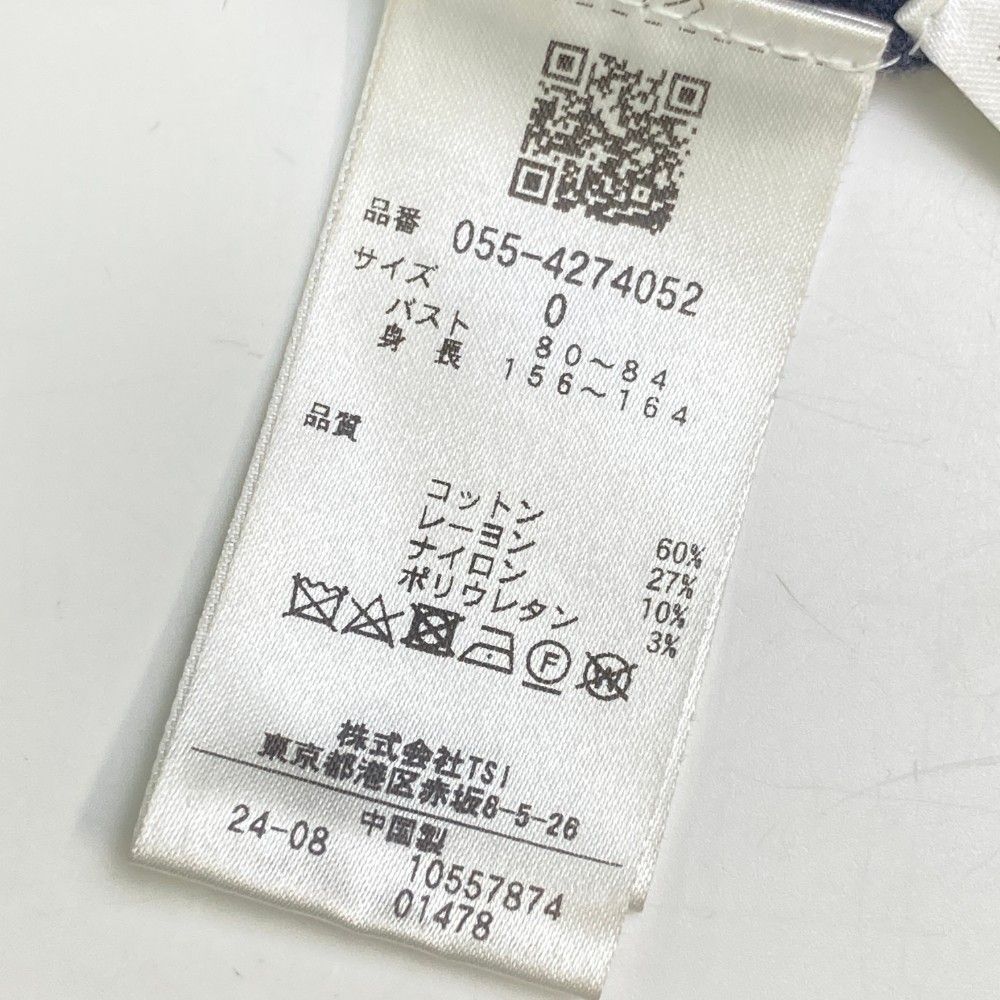 品番 055-4274052
サイズ 0
バスト 80〜84
身長 156〜164
品質
コットン 60%
レーヨン 27%
ナイロン 10%
ポリウレタン 3%
F
W
株式会社TSI
東京都港区赤坂8-5-26
中国製
24-08 10557874
01478